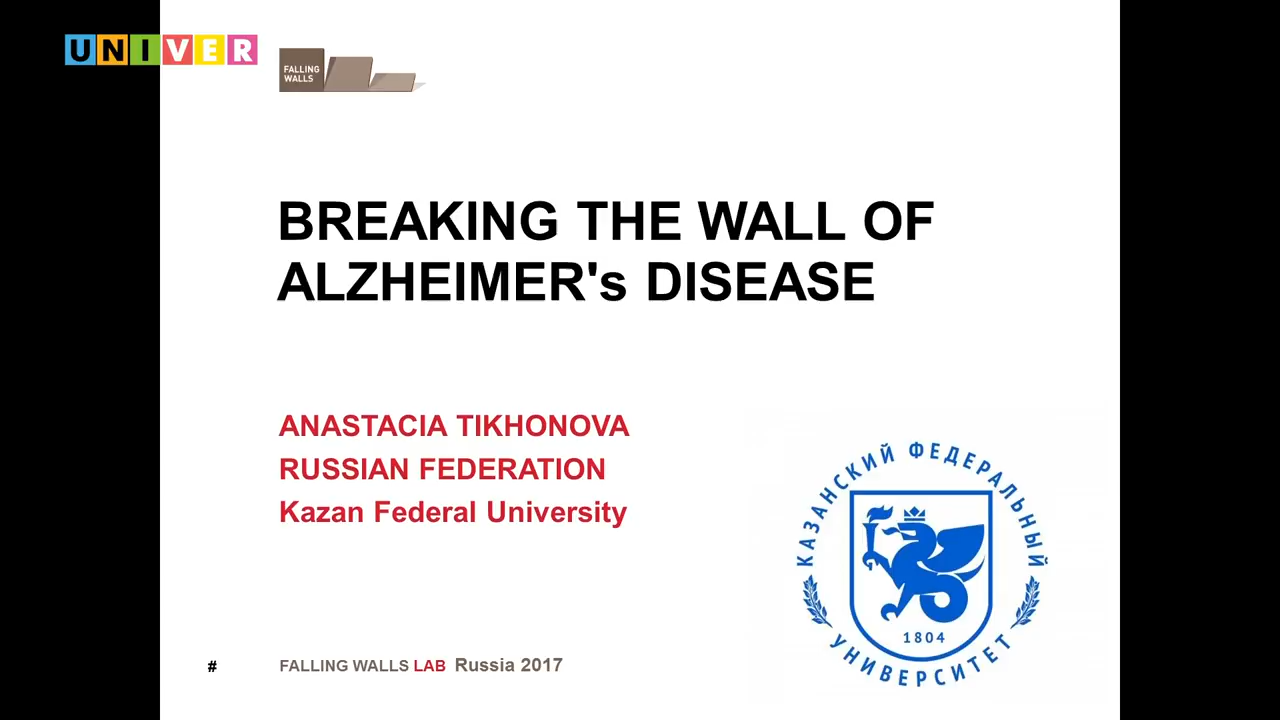 UNIVER
FALLING
WALLS
BREAKING THE WALL OF
ALZHEIMER's DISEASE
ANASTACIA TIKHONOVA
RUSSIAN FEDERATION
Kazan Federal University
КАЗАНСКИЙ ФЕДЕРАЛЬНЫЙ
1804
УНИВЕРСИТЕТ
# FALLING WALLS LAB Russia 2017